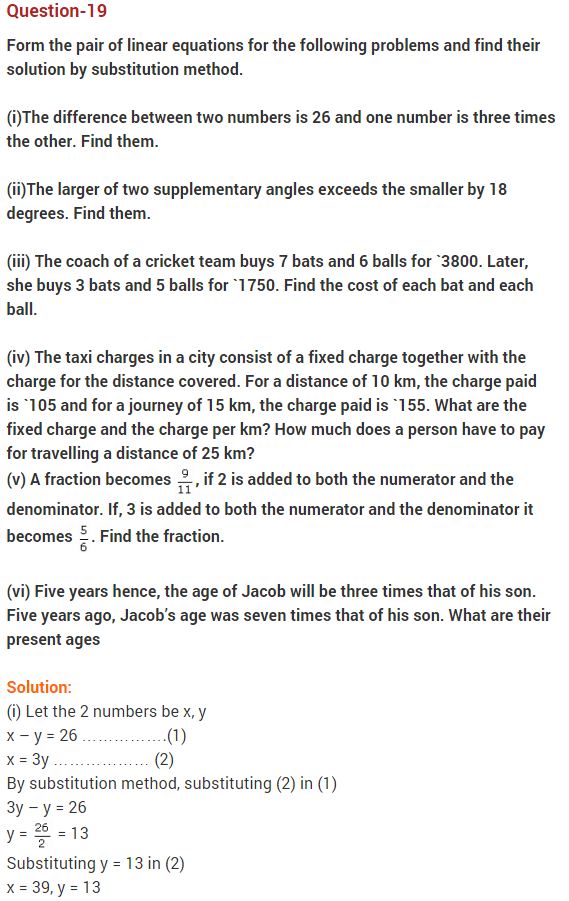 Question-19
Form the pair of linear equations for the following problems and find their
solution by substitution method.
(i)The difference between two numbers is 26 and one number is three times
the other. Find them.
(ii)The larger of two supplementary angles exceeds the smaller by 18
degrees. Find them.
(iii) The coach of a cricket team buys 7 bats and 6 balls for `3800. Later,
she buys 3 bats and 5 balls for `1750. Find the cost of each bat and each
ball.
(iv) The taxi charges in a city consist of a fixed charge together with the
charge for the distance covered. For a distance of 10 km, the charge paid
is `105 and for a journey of 15 km, the charge paid is `155. What are the
fixed charge and the charge per km? How much does a person have to pay
for travelling a distance of 25 km?
(v) A fraction becomes 9/11, if 2 is added to both the numerator and the
denominator. If, 3 is added to both the numerator and the denominator it
becomes 5/6. Find the fraction.
(vi) Five years hence, the age of Jacob will be three times that of his son.
Five years ago, Jacob's age was seven times that of his son. What are their
present ages
Solution:
(i) Let the 2 numbers be x, y
x – y = 26 …………….(1)
x = 3y ……………… (2)
By substitution method, substituting (2) in (1)
3y – y = 26
y = 26/2 = 13
Substituting y = 13 in (2)
x = 39, y = 13